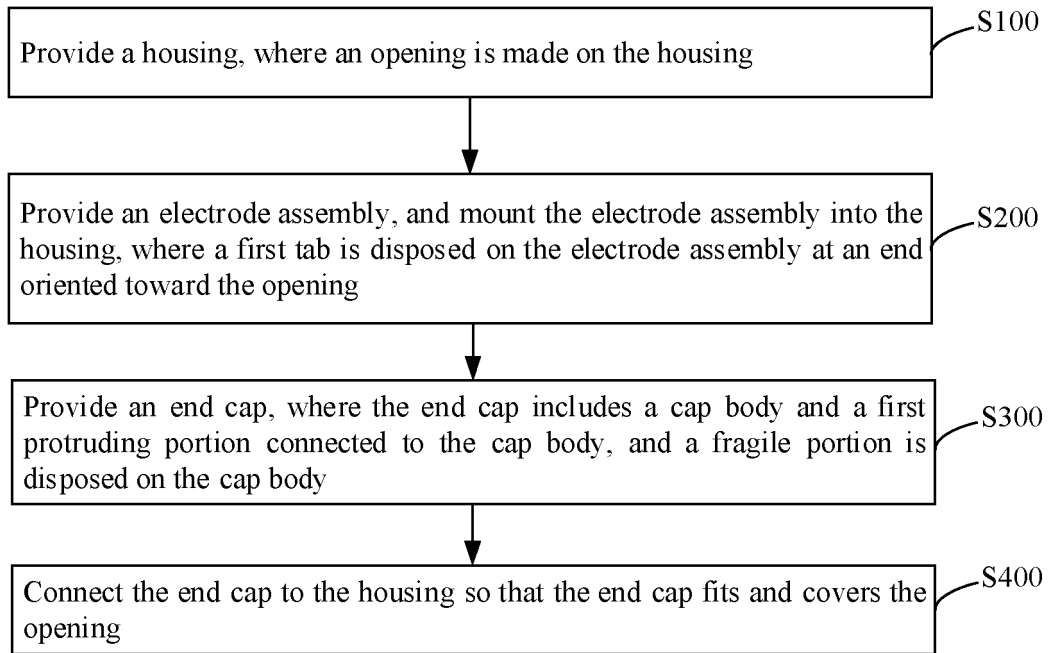 Provide a housing, where an opening is made on the housing
S100
Provide an electrode assembly, and mount the electrode assembly into the
housing, where a first tab is disposed on the electrode assembly at an end
oriented toward the opening
S200
Provide an end cap, where the end cap includes a cap body and a first
protruding portion connected to the cap body, and a fragile portion is
disposed on the cap body
S300
Connect the end cap to the housing so that the end cap fits and covers the
opening
S400